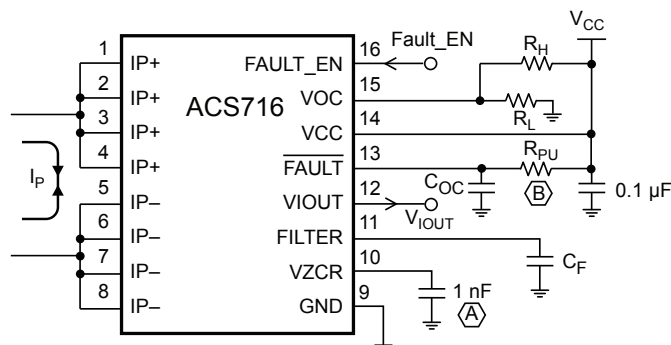 V_CC
Fault_EN
R_H
1 IP+ FAULT_EN 16
2 IP+ VOC 15
ACS716
R_L
3 IP+ VCC 14
4 IP+ FAULT 13
R_PU
B
C_OC
0.1 µF
I_P
5 IP– VIOUT 12
V_IOUT
6 IP– FILTER 11
C_F
7 IP– VZCR 10
1 nF
A
8 IP– GND 9